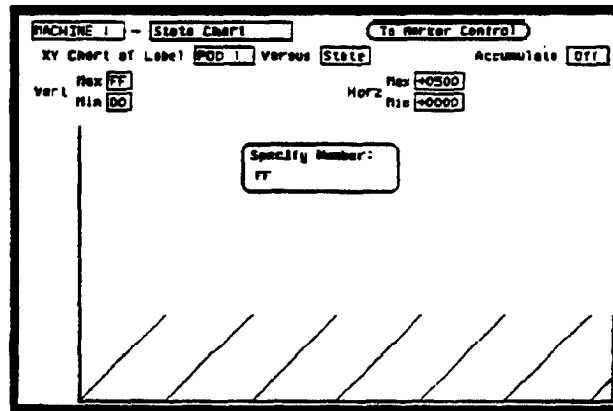 MACHINE 1 - State Chart To Marker Control
XY Chart of Label POD 1 Versus State Accumulate Off
Vert Max FF Horz Max +0500
Min 00 Min +0000
Specify Number:
FF